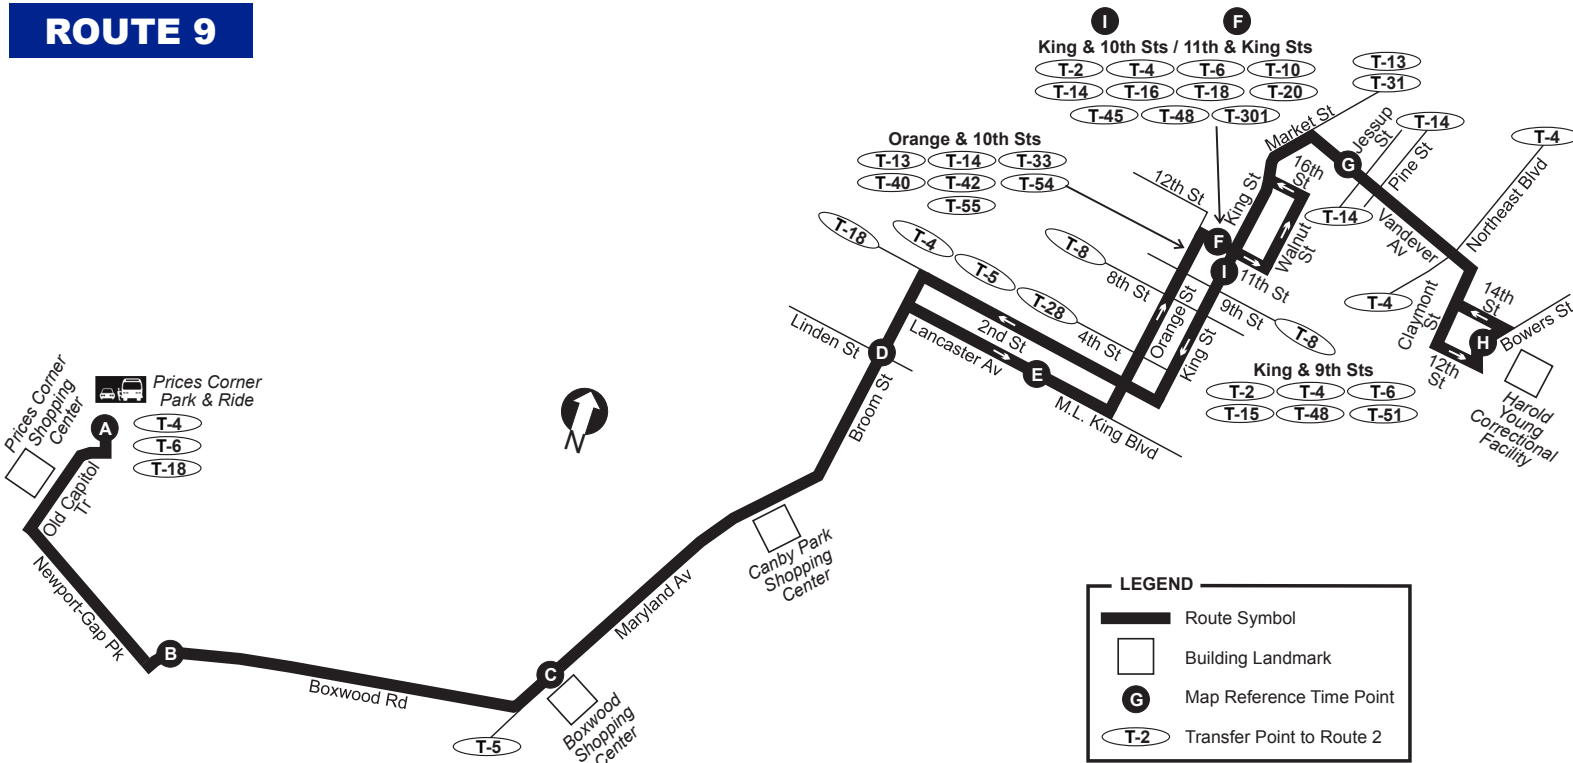 ROUTE 9
I
F
King & 10th Sts / 11th & King Sts
T-2 T-4 T-6 T-10
T-14 T-16 T-18 T-20
T-45 T-48 T-301
T-13
T-31
Market St
Jessup
St
T-14
Pine St
T-4
Northeast Blvd
Orange & 10th Sts
T-13 T-14 T-33
T-40 T-42 T-54
T-55
12th St
King St
16th
St
G
T-14
Vandever
Av
T-18
T-4
T-5
T-28
T-8
8th St
F
I
Walnut
St
11th St
9th St
T-8
Orange St
King St
4th St
2nd St
Lancaster Av
E
M.L. King Blvd
Linden St
D
Broom St
T-4
Claymont
St
14th
St
Bowers St
H
12th
St
Harold
Young
Correctional
Facility
King & 9th Sts
T-2 T-4 T-6
T-15 T-48 T-51
Prices Corner
Shopping
Center
Prices Corner
Park & Ride
A
T-4
T-6
T-18
Old Capitol
Tr
N
Newport-Gap Pk
B
Boxwood Rd
C
T-5
Boxwood
Shopping
Center
Maryland Av
Canby Park
Shopping
Center
LEGEND
Route Symbol
Building Landmark
G Map Reference Time Point
T-2 Transfer Point to Route 2